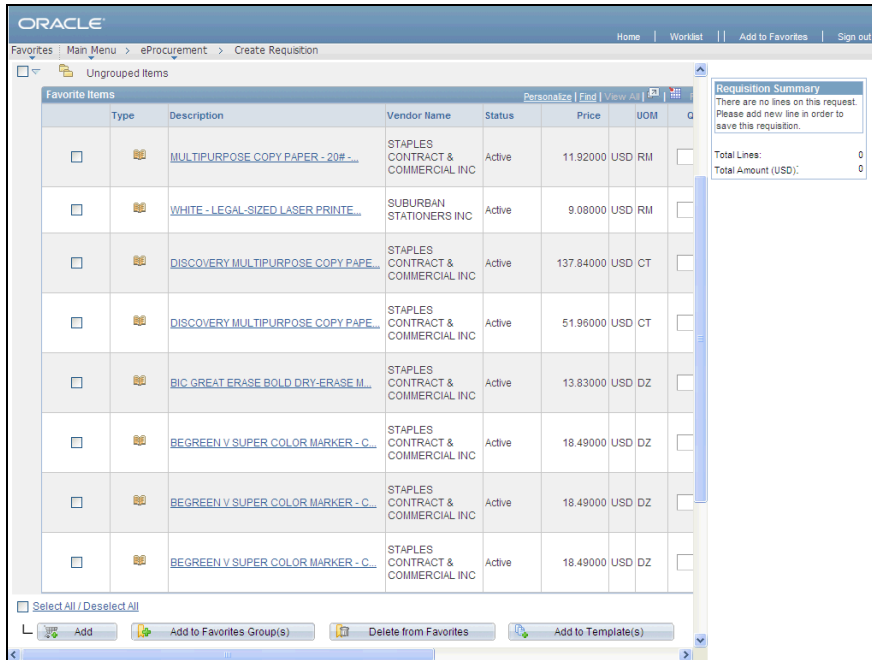 ORACLE
Home | Worklist || Add to Favorites | Sign out
Favorites | Main Menu > eProcurement > Create Requisition
Ungrouped Items
Favorite Items
Personalize | Find | View All |
Type Description Vendor Name Status Price UOM Q
MULTIPURPOSE COPY PAPER - 20# -... STAPLES CONTRACT & COMMERCIAL INC Active 11.92000 USD RM
WHITE - LEGAL-SIZED LASER PRINTE... SUBURBAN STATIONERS INC Active 9.08000 USD RM
DISCOVERY MULTIPURPOSE COPY PAPE... STAPLES CONTRACT & COMMERCIAL INC Active 137.84000 USD CT
DISCOVERY MULTIPURPOSE COPY PAPE... STAPLES CONTRACT & COMMERCIAL INC Active 51.96000 USD CT
BIC GREAT ERASE BOLD DRY-ERASE M... STAPLES CONTRACT & COMMERCIAL INC Active 13.83000 USD DZ
BEGREEN V SUPER COLOR MARKER - C... STAPLES CONTRACT & COMMERCIAL INC Active 18.49000 USD DZ
BEGREEN V SUPER COLOR MARKER - C... STAPLES CONTRACT & COMMERCIAL INC Active 18.49000 USD DZ
BEGREEN V SUPER COLOR MARKER - C... STAPLES CONTRACT & COMMERCIAL INC Active 18.49000 USD DZ
Select All / Deselect All
Add
Add to Favorites Group(s)
Delete from Favorites
Add to Template(s)
Requisition Summary
There are no lines on this request.
Please add new line in order to
save this requisition.
Total Lines: 0
Total Amount (USD): 0